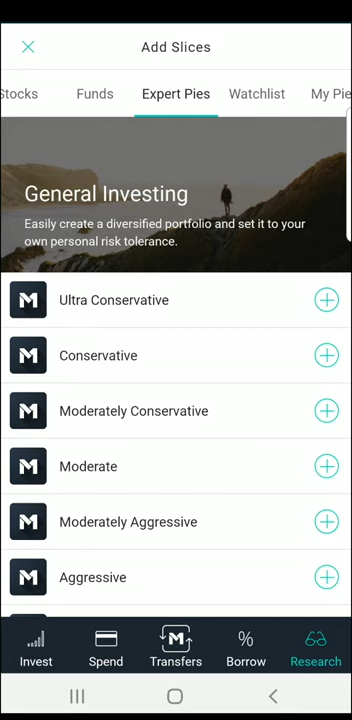 Add Slices
Stocks Funds Expert Pies Watchlist My Pie
General Investing
Easily create a diversified portfolio and set it to your
own personal risk tolerance.
Ultra Conservative
Conservative
Moderately Conservative
Moderate
Moderately Aggressive
Aggressive
%
Invest Spend Transfers Borrow Research